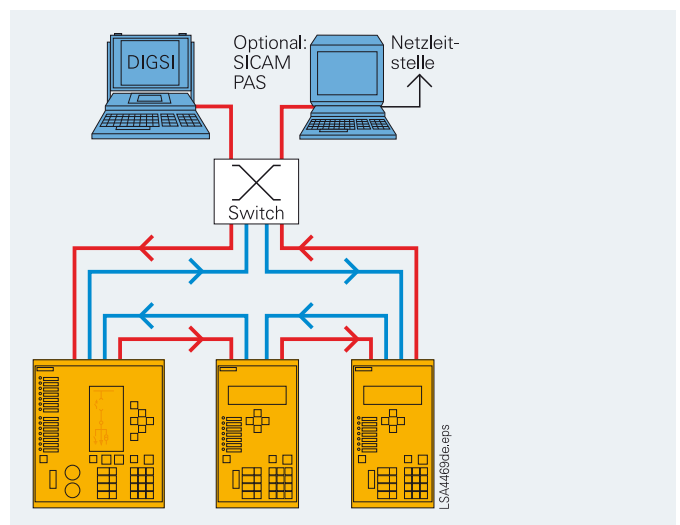 DIGSI
Optional:
SICAM
PAS
Netzleit-
stelle
Switch
LSA4469de.eps